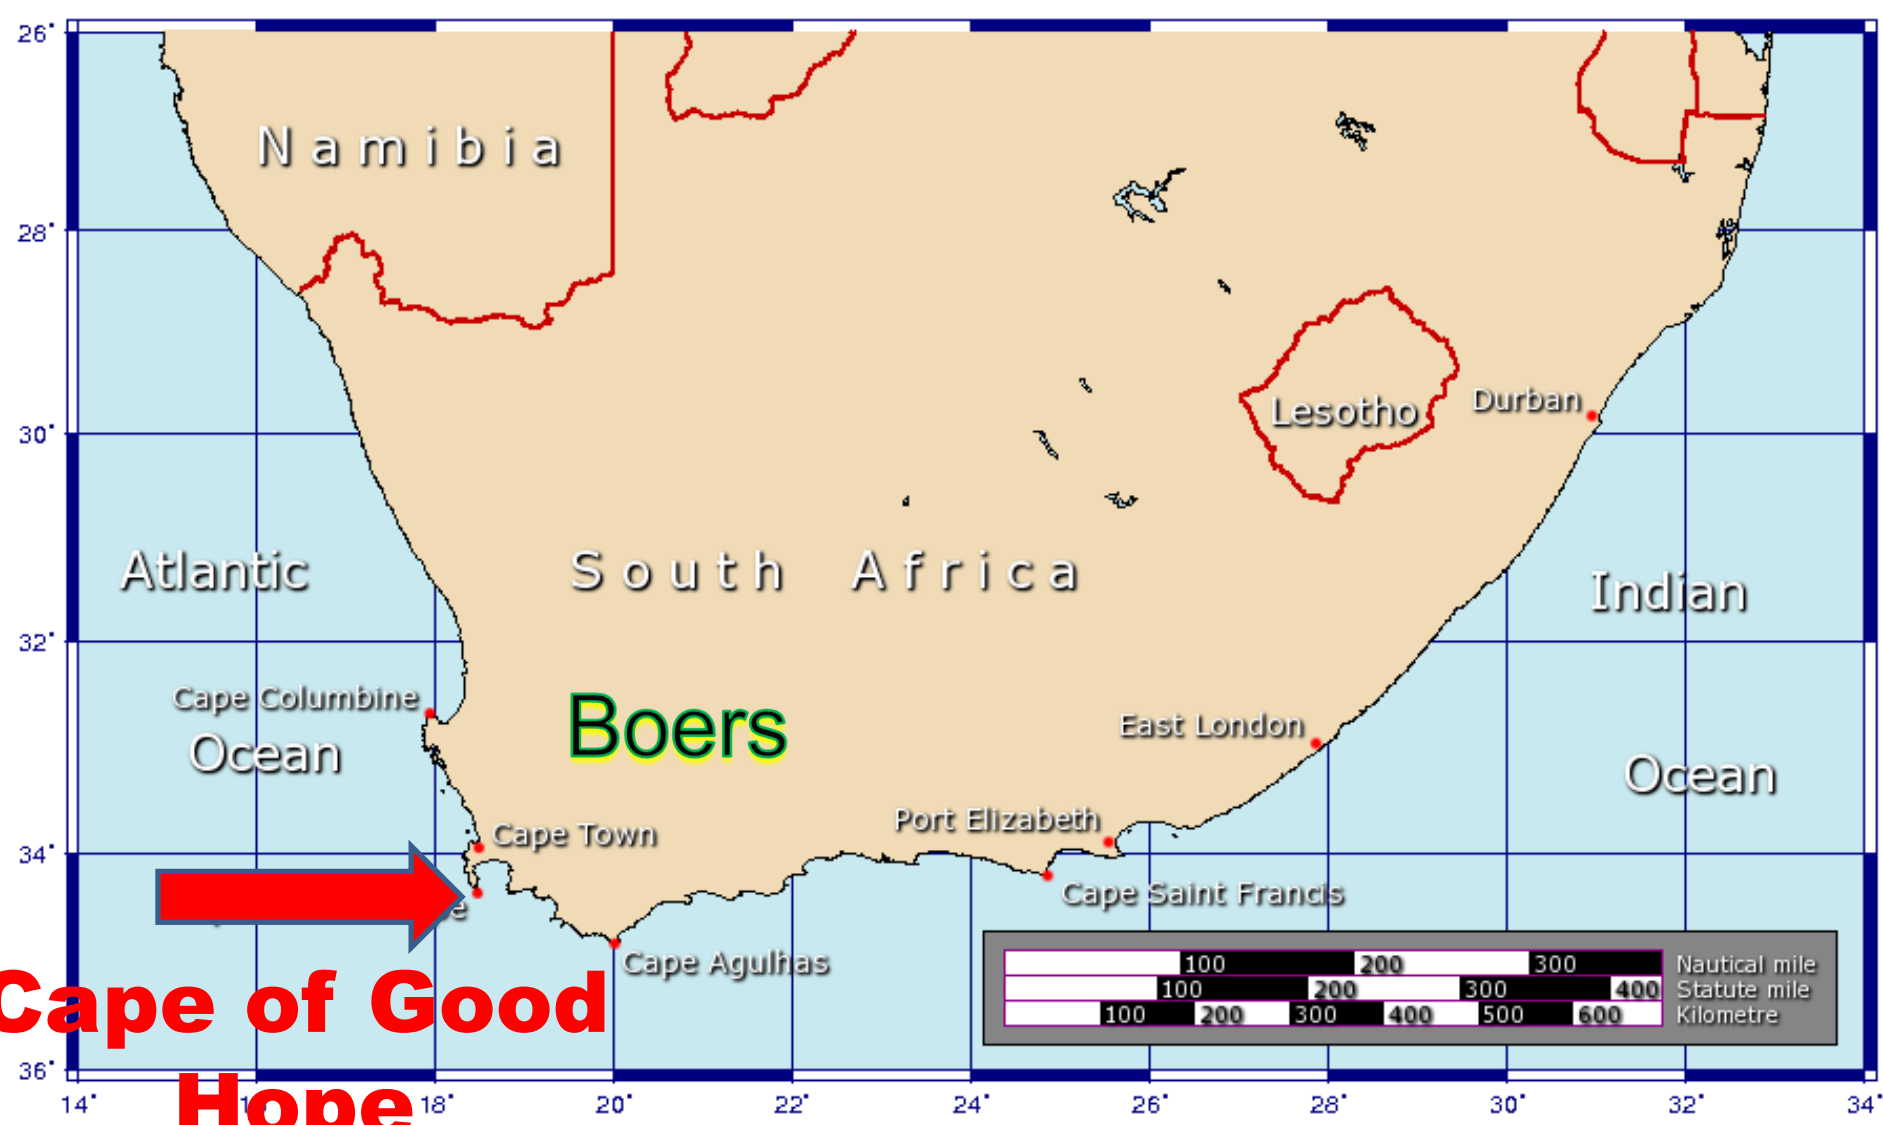 26°
Namibia
28°
Lesotho
Durban
30°
Atlantic
South Africa
Indian
32°
Cape Columbine
Boers
East London
Ocean
Ocean
Port Elizabeth
Cape Town
34°
Cape Saint Francis
Cape Agulhas
100 200 300 Nautical mile
100 200 300 400 Statute mile
100 200 300 400 500 600 Kilometre
Cape of Good
Hope
36°
14° 18° 20° 22° 24° 26° 28° 30° 32° 34°